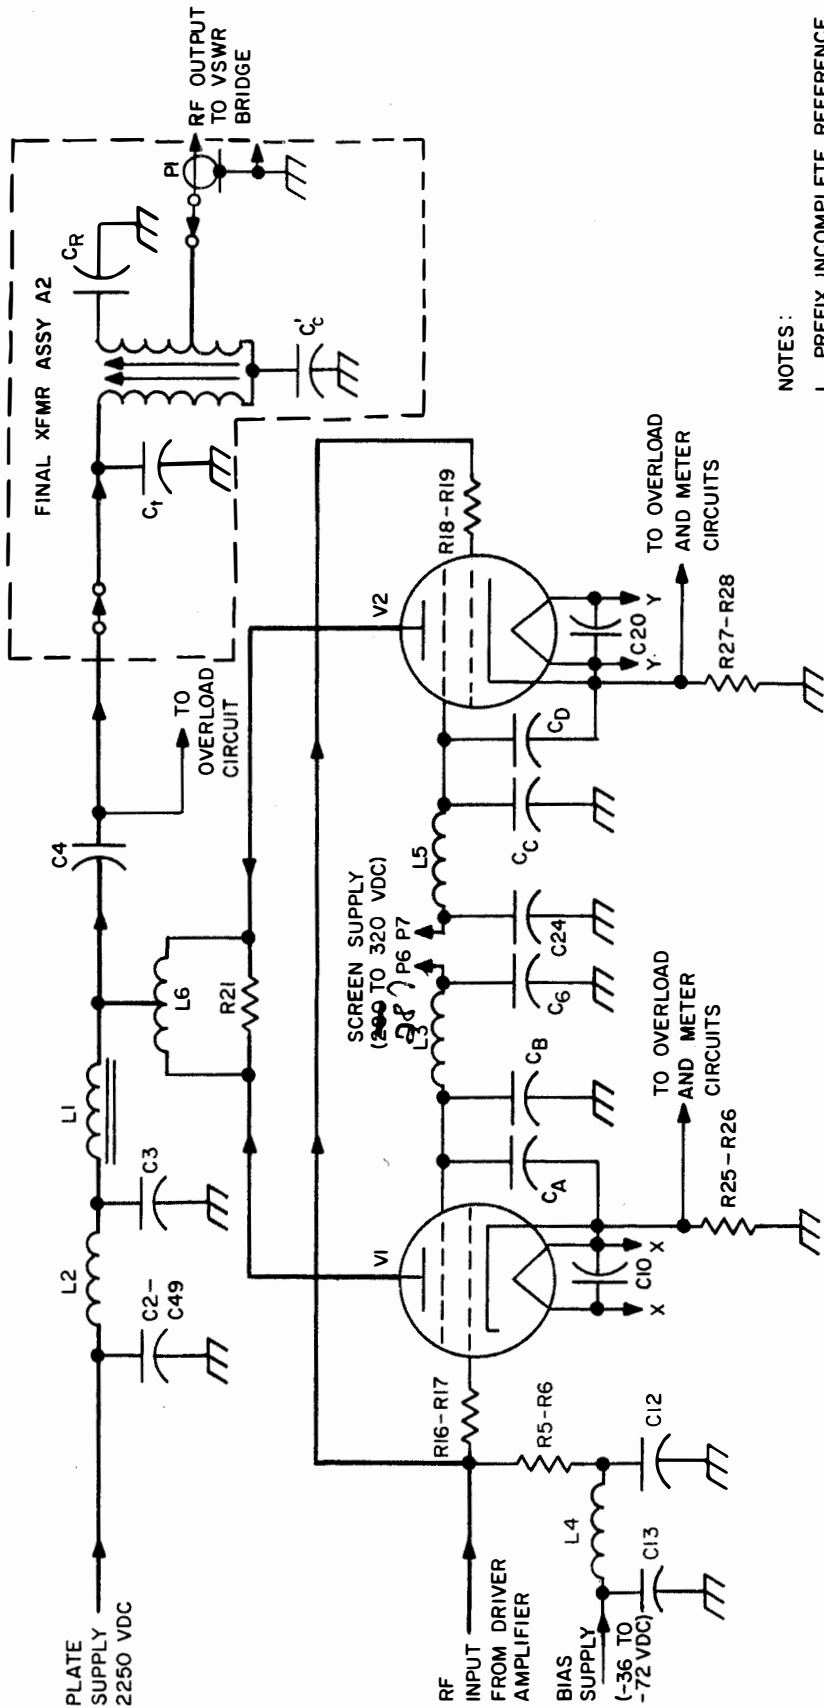 PLATE
SUPPLY
2250 VDC
C2-
C49
L2
C3
L1
L6
R21
C4
TO
OVERLOAD
CIRCUIT
FINAL XFMR ASSY A2
Ct
CR
C'C
P1
RF OUTPUT
TO VSWR
BRIDGE
V1
V2
R16-R17
R18-R19
SCREEN SUPPLY
(200 TO 320 VDC)
287
P6 P7
L3
L5
CA
CB
C6
C24
CC
CD
C10
X
X
C20
Y
Y
TO OVERLOAD
AND METER
CIRCUITS
R25-R26
TO OVERLOAD
AND METER
CIRCUITS
R27-R28
RF
INPUT
FROM DRIVER
AMPLIFIER
R5-R6
L4
C12
C13
BIAS
SUPPLY
(-36 TO
-72 VDC)
NOTES:
1. PREFIX INCOMPLETE REFERENCE